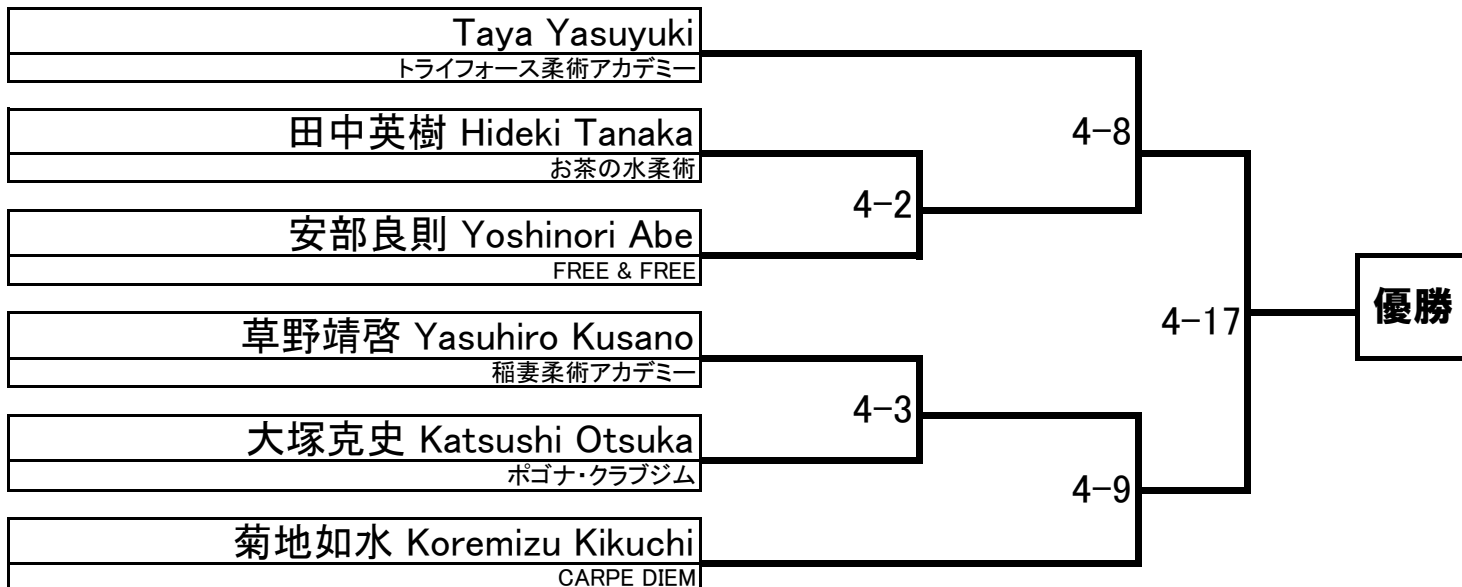 Taya Yasuyuki
トライフォース柔術アカデミー
田中英樹 Hideki Tanaka
お茶の水柔術
安部良則 Yoshinori Abe
FREE & FREE
草野靖啓 Yasuhiro Kusano
稲妻柔術アカデミー
大塚克史 Katsushi Otsuka
ポゴナ・クラブジム
菊地如水 Koremizu Kikuchi
CARPE DIEM
4-2
4-3
4-8
4-9
4-17
優勝